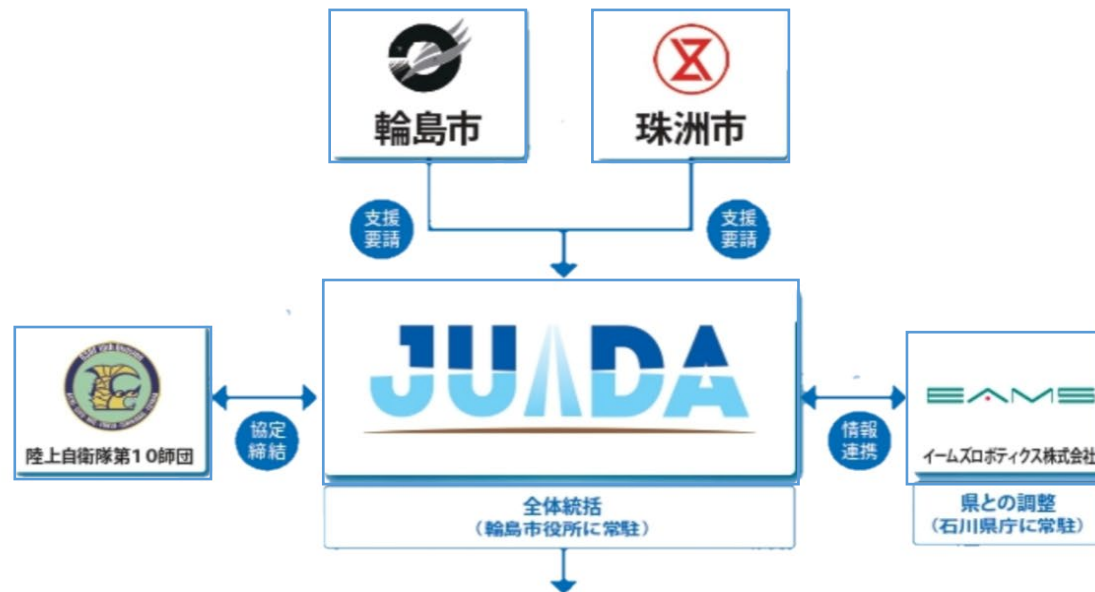 輪島市
珠洲市
支援
要請
支援
要請
JUIDA
陸上自衛隊第10師団
協定
締結
情報
連携
EAMS
イームズロボティクス株式会社
全体統括
（輪島市役所に常駐）
県との調整
（石川県庁に常駐）